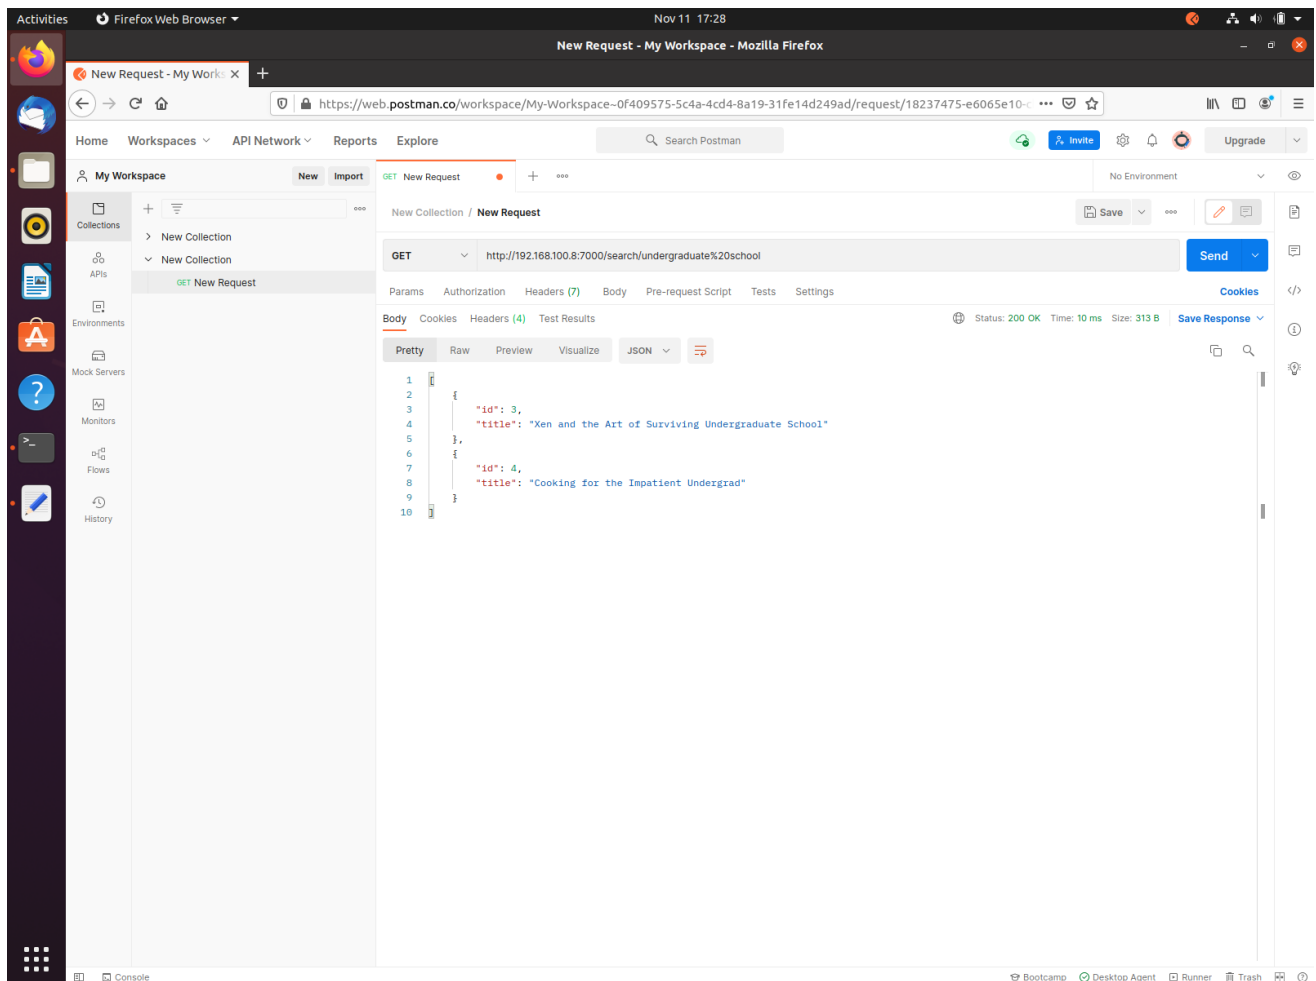 Activities Firefox Web Browser Nov 11 17:28
New Request - My Workspace - Mozilla Firefox
New Request - My Works
https://web.postman.co/workspace/My-Workspace~0f409575-5c4a-4cd4-8a19-31fe14d249ad/request/18237475-e6065e10-
Home Workspaces API Network Reports Explore Search Postman Invite Upgrade
My Workspace New Import GET New Request No Environment
Collections
New Collection / New Request Save
New Collection
GET http://192.168.100.8:7000/search/undergraduate%20school Send
New Collection
APIs
GET New Request
Params Authorization Headers (7) Body Pre-request Script Tests Settings Cookies
Environments
Body Cookies Headers (4) Test Results Status: 200 OK Time: 10 ms Size: 313 B Save Response
Pretty Raw Preview Visualize JSON
Mock Servers
Monitors
Flows
History
1 [
2 {
3 "id": 3,
4 "title": "Xen and the Art of Surviving Undergraduate School"
5 },
6 {
7 "id": 4,
8 "title": "Cooking for the Impatient Undergrad"
9 }
10 ]
Console Bootcamp Desktop Agent Runner Trash